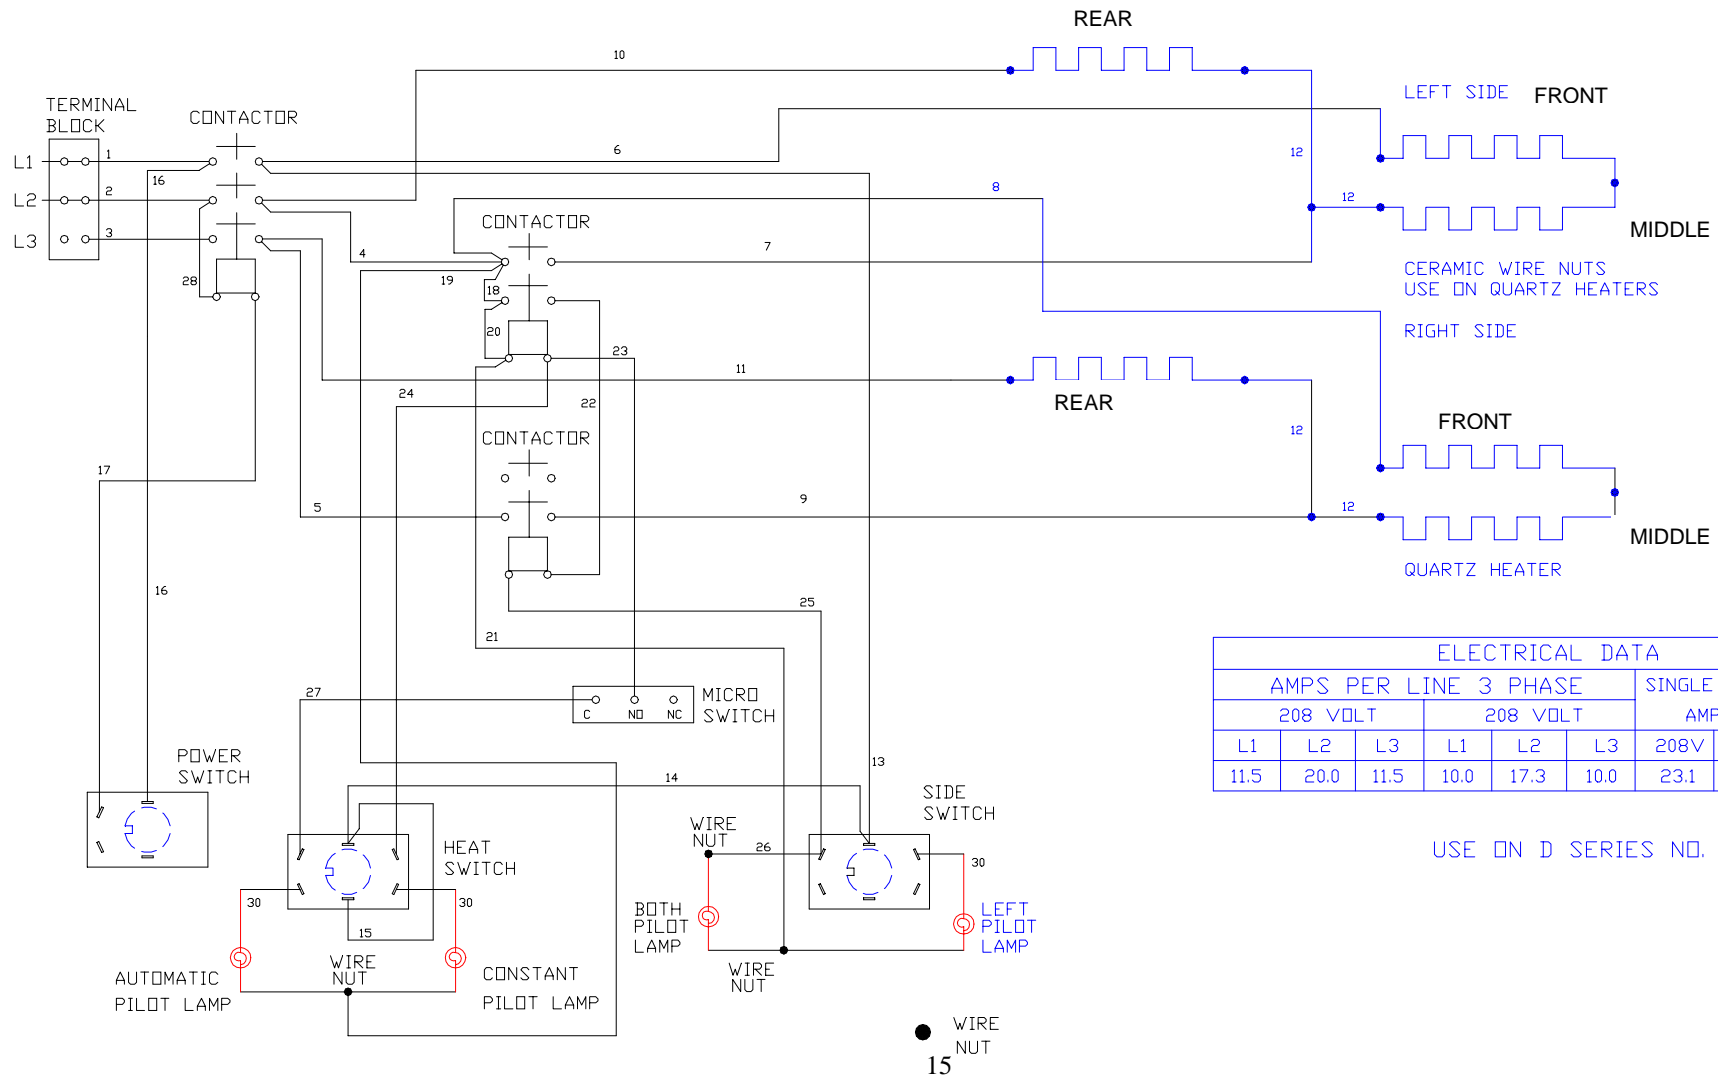 REAR
10
LEFT SIDE FRONT
TERMINAL
BLOCK
CONTACTOR
L1
1
6
12
16
L2
2
8
12
CONTACTOR
MIDDLE
L3
3
4
7
28
19
18
CERAMIC WIRE NUTS
USE ON QUARTZ HEATERS
20
23
RIGHT SIDE
11
24
22
REAR
FRONT
CONTACTOR
12
17
5
9
12
MIDDLE
QUARTZ HEATER
16
25
21
ELECTRICAL DATA
AMPS PER LINE 3 PHASE SINGLE
208 VOLT 208 VOLT AMP
L1 L2 L3 L1 L2 L3 208V
11.5 20.0 11.5 10.0 17.3 10.0 23.1
27
C NO NC
MICRO
SWITCH
POWER
SWITCH
13
14
SIDE
SWITCH
WIRE
NUT
26
HEAT
SWITCH
30
USE ON D SERIES NO.
30
30
15
BOTH
PILOT
LAMP
LEFT
PILOT
LAMP
WIRE
NUT
WIRE
NUT
AUTOMATIC
PILOT LAMP
CONSTANT
PILOT LAMP
WIRE
NUT
15